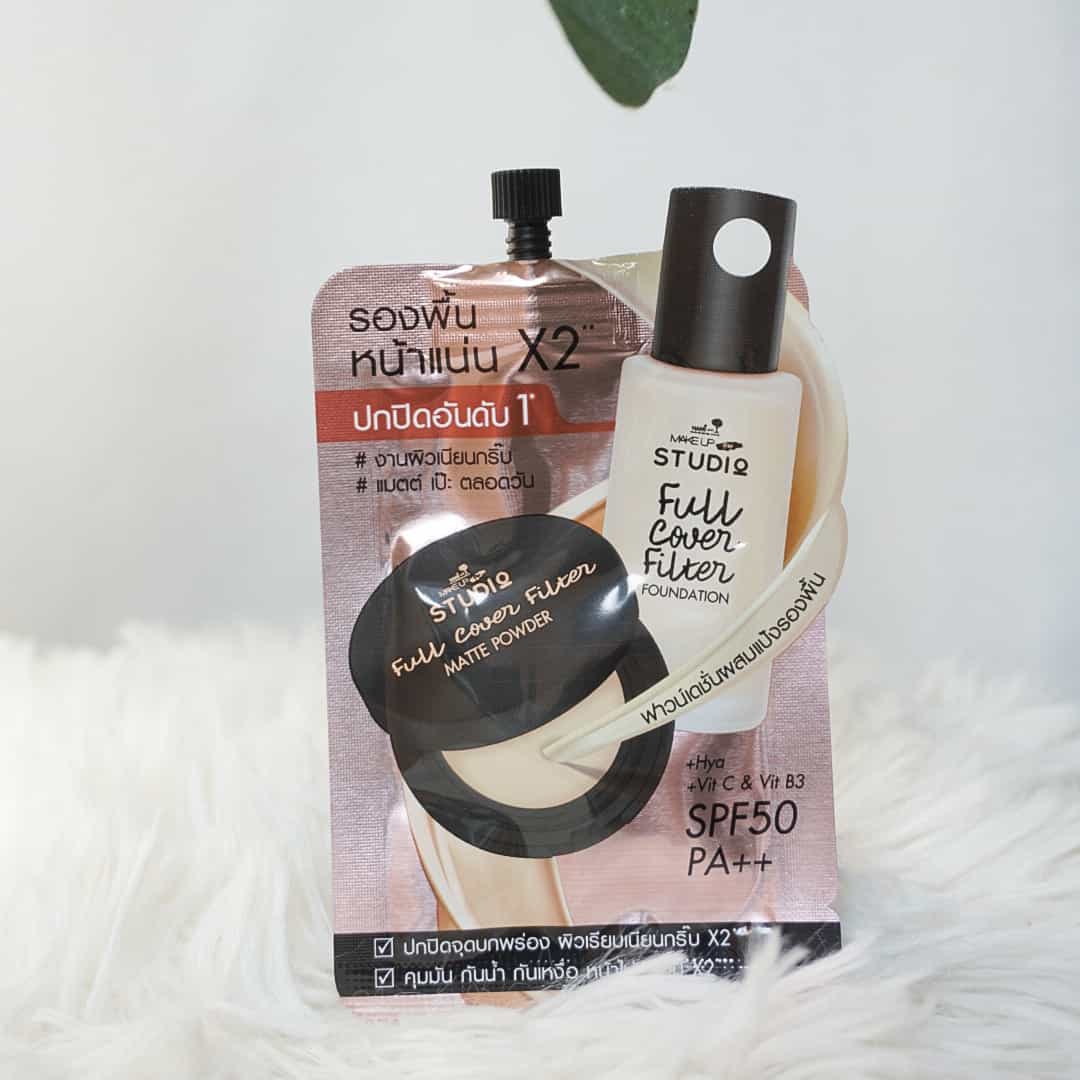 รองพื้น
หน้าแน่น X2
ปกปิดอันดับ 1*
# งานผิวเนียนกริ๊บ
# แมตต์ เป๊ะ ตลอดวัน
MAKE UP
STUDIO
Full
Cover
Filter
FOUNDATION
MAKE UP
STUDIO
Full Cover Filter
MATTE POWDER
ฟาวน์เดชั่นผสมแป้งรองพื้น
+Hya
+Vit C & Vit B3
SPF50
PA++
ปกปิดจุดบกพร่อง ผิวเรียบเนียนกริ๊บ X2
คุมมัน กันน้ำ กันเหงื่อ X2